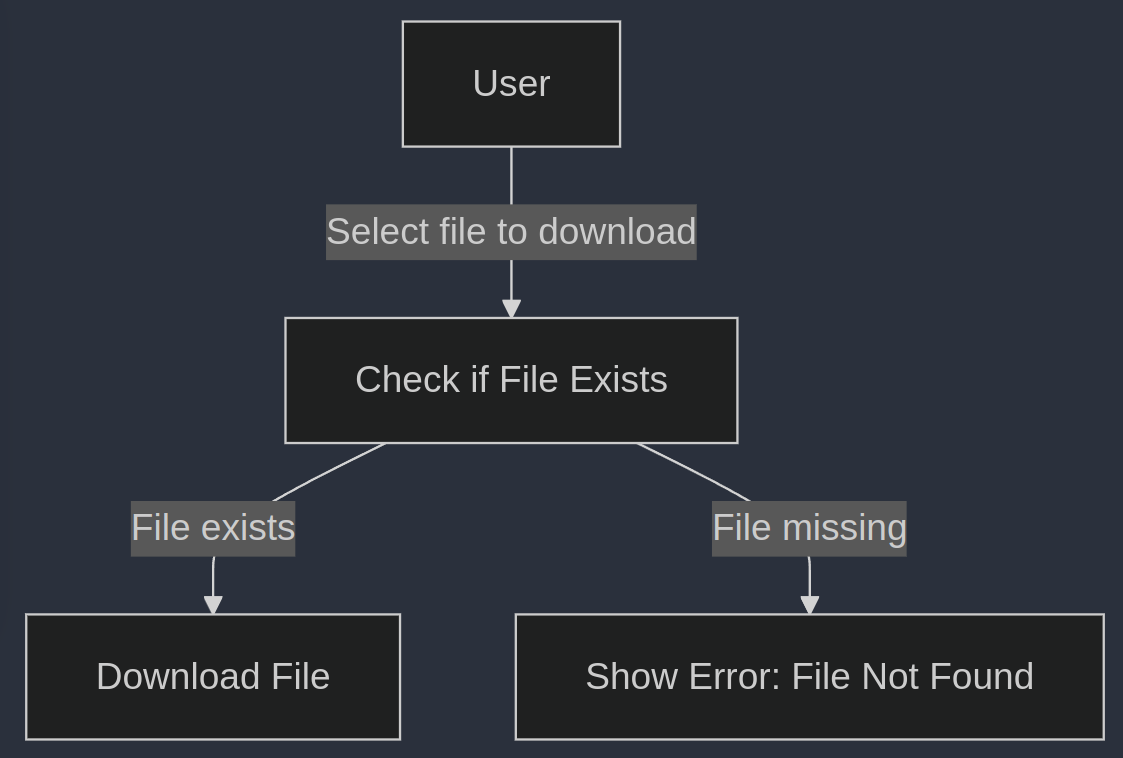 User
Select file to download
Check if File Exists
File exists
File missing
Download File
Show Error: File Not Found